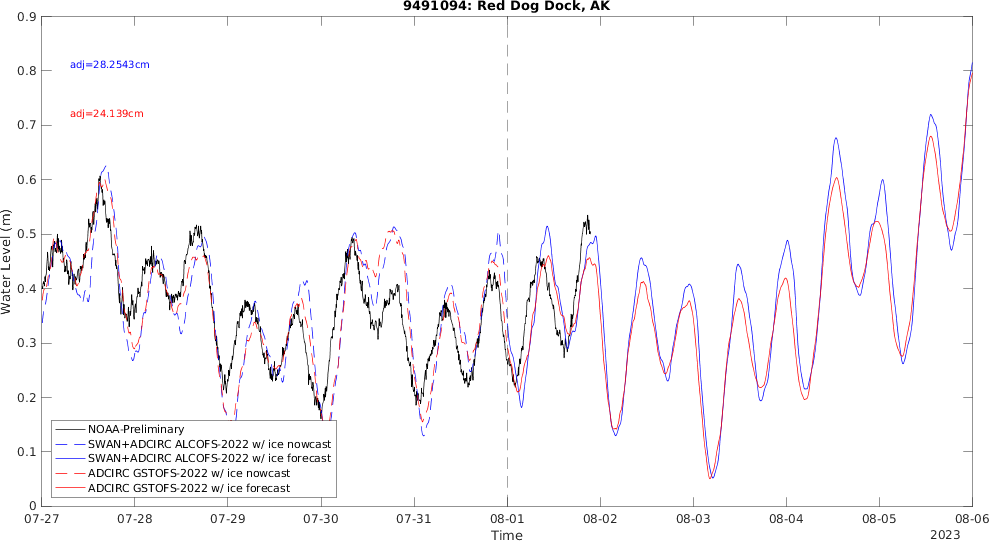 9491094: Red Dog Dock, AK
0.9
0.8
0.7
0.6
0.5
0.4
0.3
0.2
0.1
0
Water Level (m)
adj=28.2543cm
adj=24.139cm
NOAA-Preliminary
SWAN+ADCIRC ALCOFS-2022 w/ ice nowcast
SWAN+ADCIRC ALCOFS-2022 w/ ice forecast
ADCIRC GSTOFS-2022 w/ ice nowcast
ADCIRC GSTOFS-2022 w/ ice forecast
07-27 07-28 07-29 07-30 07-31 08-01 08-02 08-03 08-04 08-05 08-06
Time
2023